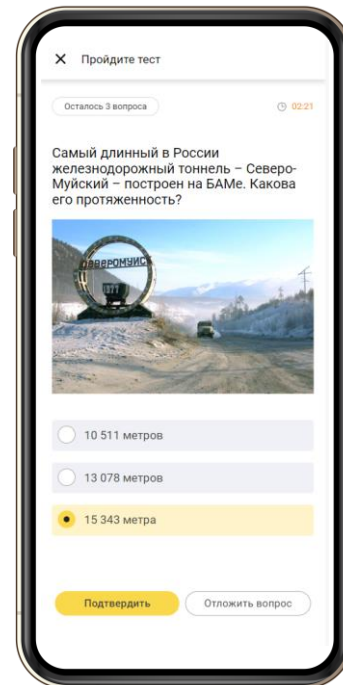 ✕ Пройдите тест
Осталось 3 вопроса
02:21
Самый длинный в России
железнодорожный тоннель – Северо-
Муйский – построен на БАМе. Какова
его протяженность?
СЕВЕРОМУЙСК
10 511 метров
13 078 метров
15 343 метра
Подтвердить
Отложить вопрос